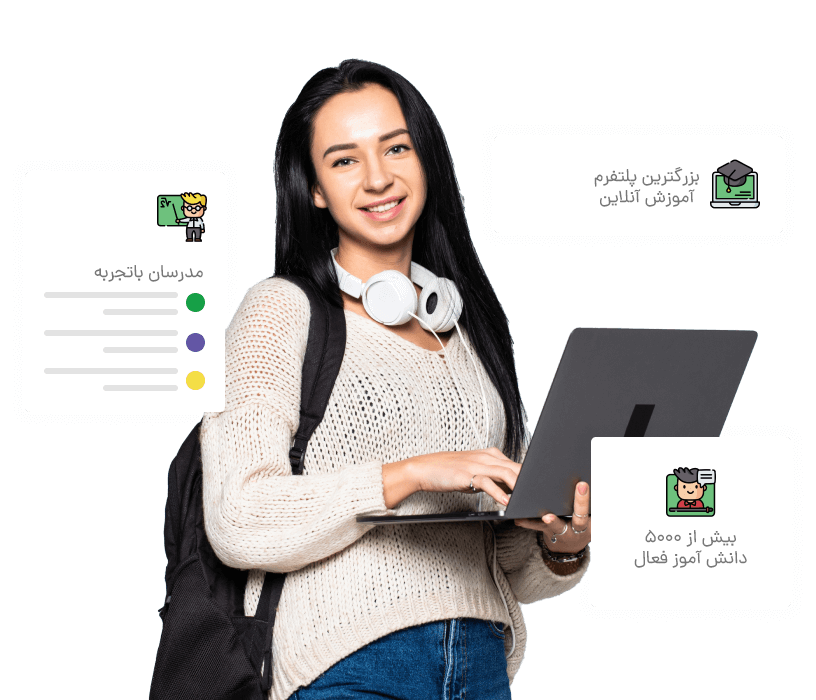 بزرگترین پلتفرم
آموزش آنلاین
مدرسان باتجربه
بیش از ۵۰۰۰
دانش آموز فعال